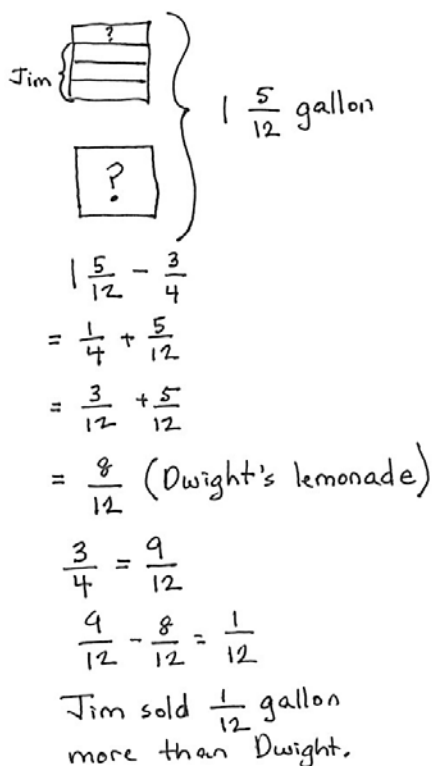 ?
Jim
1 5/12 gallon
?
1 5/12 - 3/4
= 1/4 + 5/12
= 3/12 + 5/12
= 8/12 (Dwight's lemonade)
3/4 = 9/12
9/12 - 8/12 = 1/12
Jim sold 1/12 gallon
more than Dwight.